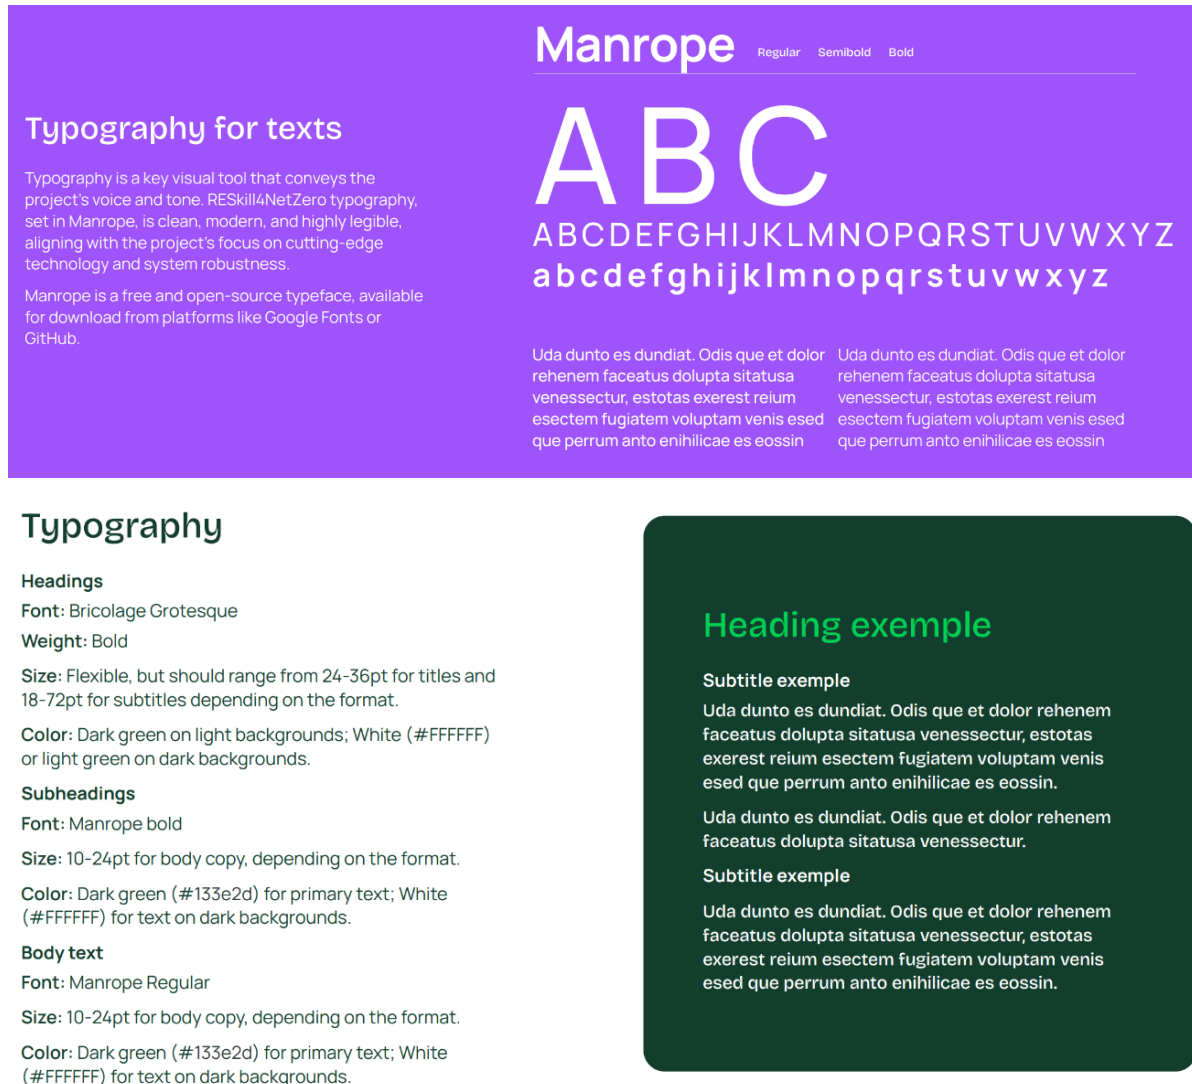 Typography for texts
Typography is a key visual tool that conveys the
project's voice and tone. RESkill4NetZero typography,
set in Manrope, is clean, modern, and highly legible,
aligning with the project's focus on cutting-edge
technology and system robustness.
Manrope is a free and open-source typeface, available
for download from platforms like Google Fonts or
GitHub.
Manrope Regular Semibold Bold
ABC
ABCDEFGHIJKLMNOPQRSTUVWXYZ
abcdefghijklmnopqrstuvwxyz
Uda dunto es dundiat. Odis que et dolor
rehenem faceatus dolupta sitatusa
venessectur, estotas exerest reium
esectem fugiatem voluptam venis esed
que perrum anto enihilicae es eossin
Uda dunto es dundiat. Odis que et dolor
rehenem faceatus dolupta sitatusa
venessectur, estotas exerest reium
esectem fugiatem voluptam venis esed
que perrum anto enihilicae es eossin
Typography
Headings
Font: Bricolage Grotesque
Weight: Bold
Size: Flexible, but should range from 24-36pt for titles and
18-72pt for subtitles depending on the format.
Color: Dark green on light backgrounds; White (#FFFFFF)
or light green on dark backgrounds.
Subheadings
Font: Manrope bold
Size: 10-24pt for body copy, depending on the format.
Color: Dark green (#133e2d) for primary text; White
(#FFFFFF) for text on dark backgrounds.
Body text
Font: Manrope Regular
Size: 10-24pt for body copy, depending on the format.
Color: Dark green (#133e2d) for primary text; White
(#FFFFFF) for text on dark backgrounds.
Heading exemple
Subtitle exemple
Uda dunto es dundiat. Odis que et dolor rehenem
faceatus dolupta sitatusa venessectur, estotas
exerest reium esectem fugiatem voluptam venis
esed que perrum anto enihilicae es eossin.
Uda dunto es dundiat. Odis que et dolor rehenem
faceatus dolupta sitatusa venessectur.
Subtitle exemple
Uda dunto es dundiat. Odis que et dolor rehenem
faceatus dolupta sitatusa venessectur, estotas
exerest reium esectem fugiatem voluptam venis
esed que perrum anto enihilicae es eossin.